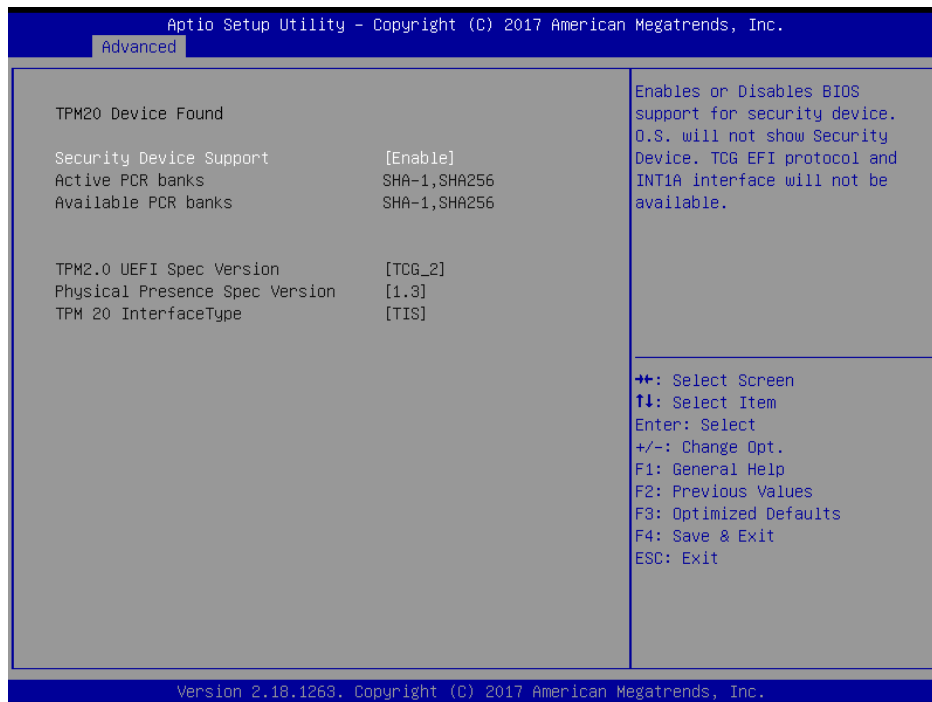 Aptio Setup Utility – Copyright (C) 2017 American Megatrends, Inc.
Advanced
TPM20 Device Found
Security Device Support [Enable]
Active PCR banks SHA-1,SHA256
Available PCR banks SHA-1,SHA256
TPM2.0 UEFI Spec Version [TCG_2]
Physical Presence Spec Version [1.3]
TPM 20 InterfaceType [TIS]
Enables or Disables BIOS
support for security device.
O.S. will not show Security
Device. TCG EFI protocol and
INT1A interface will not be
available.
→←: Select Screen
↑↓: Select Item
Enter: Select
+/-: Change Opt.
F1: General Help
F2: Previous Values
F3: Optimized Defaults
F4: Save & Exit
ESC: Exit
Version 2.18.1263. Copyright (C) 2017 American Megatrends, Inc.